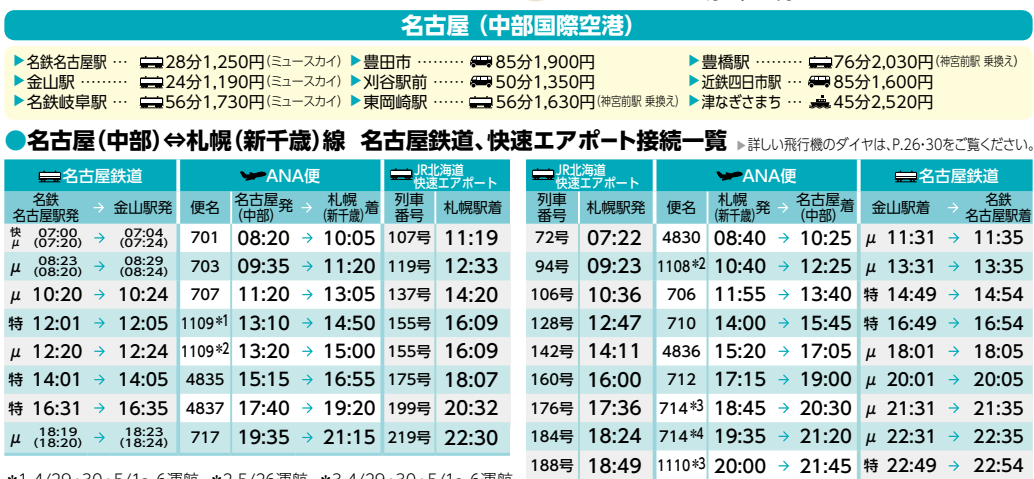 名古屋（中部国際空港）
▶名鉄名古屋駅 … 28分1,250円(ミュースカイ) ▶豊田市 ……… 85分1,900円 ▶豊橋駅 ……… 76分2,030円(神宮前駅 乗換え)
▶金山駅 ……… 24分1,190円(ミュースカイ) ▶刈谷駅前 …… 50分1,350円 ▶近鉄四日市駅 … 85分1,600円
▶名鉄岐阜駅 … 56分1,730円(ミュースカイ) ▶東岡崎駅 …… 56分1,630円(神宮前駅 乗換え) ▶津なぎさまち … 45分2,520円
●名古屋(中部)⇔札幌(新千歳)線 名古屋鉄道、快速エアポート接続一覧 ▶詳しい飛行機のダイヤは、P.26・30をご覧ください。
名古屋鉄道 ANA便 JR北海道 快速エアポート
名鉄名古屋駅発 → 金山駅発 便名 名古屋(中部)発 → 札幌(新千歳)着 列車番号 札幌駅着
快μ 07:00(07:20) → 07:04(07:24) 701 08:20 → 10:05 107号 11:19
μ 08:23(08:20) → 08:29(08:24) 703 09:35 → 11:20 119号 12:33
μ 10:20 → 10:24 707 11:20 → 13:05 137号 14:20
特 12:01 → 12:05 1109*1 13:10 → 14:50 155号 16:09
μ 12:20 → 12:24 1109*2 13:20 → 15:00 155号 16:09
特 14:01 → 14:05 4835 15:15 → 16:55 175号 18:07
特 16:31 → 16:35 4837 17:40 → 19:20 199号 20:32
μ 18:19(18:20) → 18:23(18:24) 717 19:35 → 21:15 219号 22:30
JR北海道 快速エアポート ANA便 名古屋鉄道
列車番号 札幌駅発 便名 札幌(新千歳)発 → 名古屋(中部)着 金山駅着 → 名鉄名古屋駅着
72号 07:22 4830 08:40 → 10:25 μ 11:31 → 11:35
94号 09:23 1108*2 10:40 → 12:25 μ 13:31 → 13:35
106号 10:36 706 11:55 → 13:40 特 14:49 → 14:54
128号 12:47 710 14:00 → 15:45 特 16:49 → 16:54
142号 14:11 4836 15:20 → 17:05 μ 18:01 → 18:05
160号 16:00 712 17:15 → 19:00 μ 20:01 → 20:05
176号 17:36 714*3 18:45 → 20:30 μ 21:31 → 21:35
184号 18:24 714*4 19:35 → 21:20 μ 22:31 → 22:35
188号 18:49 1110*3 20:00 → 21:45 特 22:49 → 22:54
*1 4/29・30・5/1～6運航 *2 5/26運航 *3 4/29・30・5/1～6運航